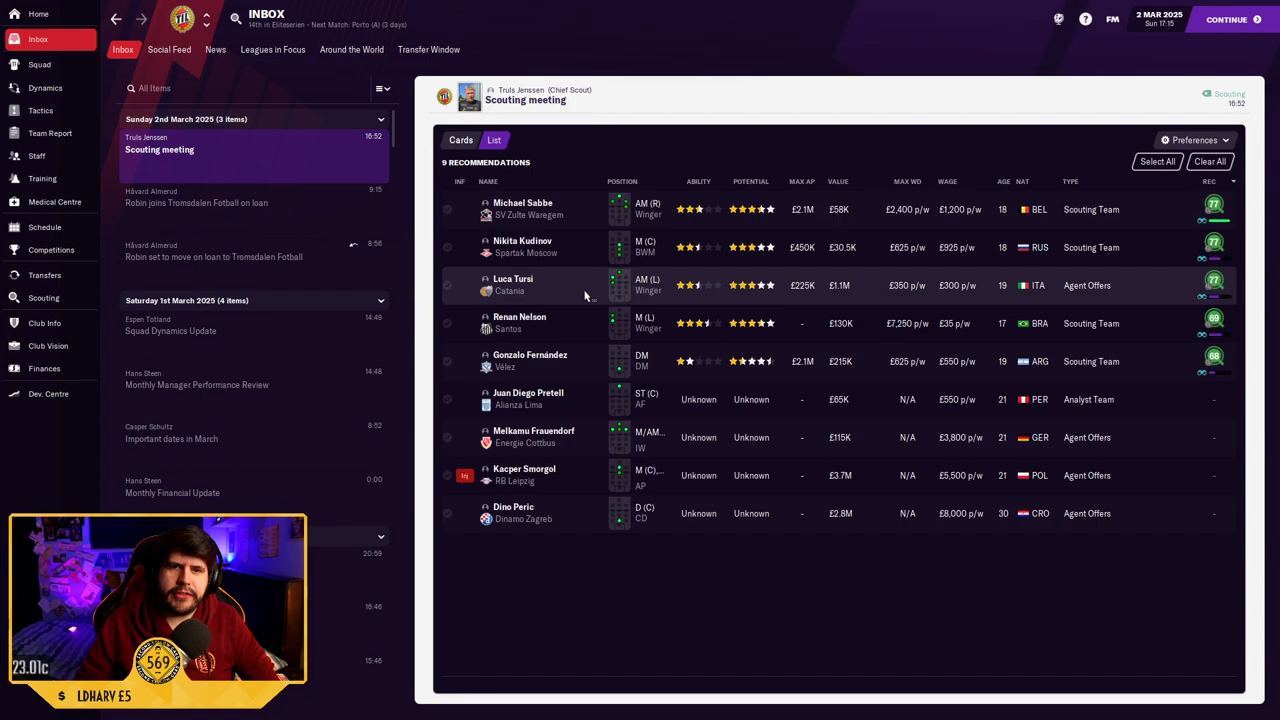 Home
Inbox
Squad
Dynamics
Tactics
Team Report
Staff
Training
Medical Centre
Schedule
Competitions
Transfers
Scouting
Club Info
Club Vision
Finances
Dev. Centre
TIL
INBOX
14th in Eliteserien - Next Match: Porto (A) (3 days)
FM
2 MAR 2025
Sun 17:15
CONTINUE
Inbox Social Feed News Leagues in Focus Around the World Transfer Window
All Items
Sunday 2nd March 2025 (3 items)
Truls Jenssen 16:52
Scouting meeting
Håvard Almerud 9:15
Robin joins Tromsdalen Fotball on loan
Håvard Almerud 8:56
Robin set to move on loan to Tromsdalen Fotball
Saturday 1st March 2025 (4 items)
Espen Totland 14:49
Squad Dynamics Update
Hans Steen 14:48
Monthly Manager Performance Review
Casper Schultz 8:52
Important dates in March
Hans Steen 0:00
Monthly Financial Update
20:59
16:46
15:46
Truls Jenssen (Chief Scout)
Scouting meeting
Scouting
16:52
Cards List
Preferences
9 RECOMMENDATIONS
Select All Clear All
INF NAME POSITION ABILITY POTENTIAL MAX AP VALUE MAX WD WAGE AGE NAT TYPE REC
Michael Sabbe AM (R) £2.1M £58K £2,400 p/w £1,200 p/w 18 BEL Scouting Team 77
SV Zulte Waregem Winger
Nikita Kudinov M (C) £450K £30.5K £625 p/w £925 p/w 18 RUS Scouting Team 77
Spartak Moscow BWM
Luca Tursi AM (L) £225K £1.1M £350 p/w £300 p/w 19 ITA Agent Offers 77
Catania Winger
Renan Nelson M (L) - £130K £7,250 p/w £35 p/w 17 BRA Scouting Team 69
Santos Winger
Gonzalo Fernández DM £2.1M £215K £625 p/w £550 p/w 19 ARG Scouting Team 68
Vélez DM
Juan Diego Pretell ST (C) Unknown Unknown - £65K N/A £550 p/w 21 PER Analyst Team -
Alianza Lima AF
Melkamu Frauendorf M/AM... Unknown Unknown - £115K N/A £3,800 p/w 21 GER Agent Offers -
Energie Cottbus IW
Inj Kacper Smorgol M (C),... Unknown Unknown - £3.7M N/A £5,500 p/w 21 POL Agent Offers -
RB Leipzig AP
Dino Peric D (C) Unknown Unknown - £2.8M N/A £8,000 p/w 30 CRO Agent Offers -
Dinamo Zagreb CD
23.01c
569
$ LDHARV £5